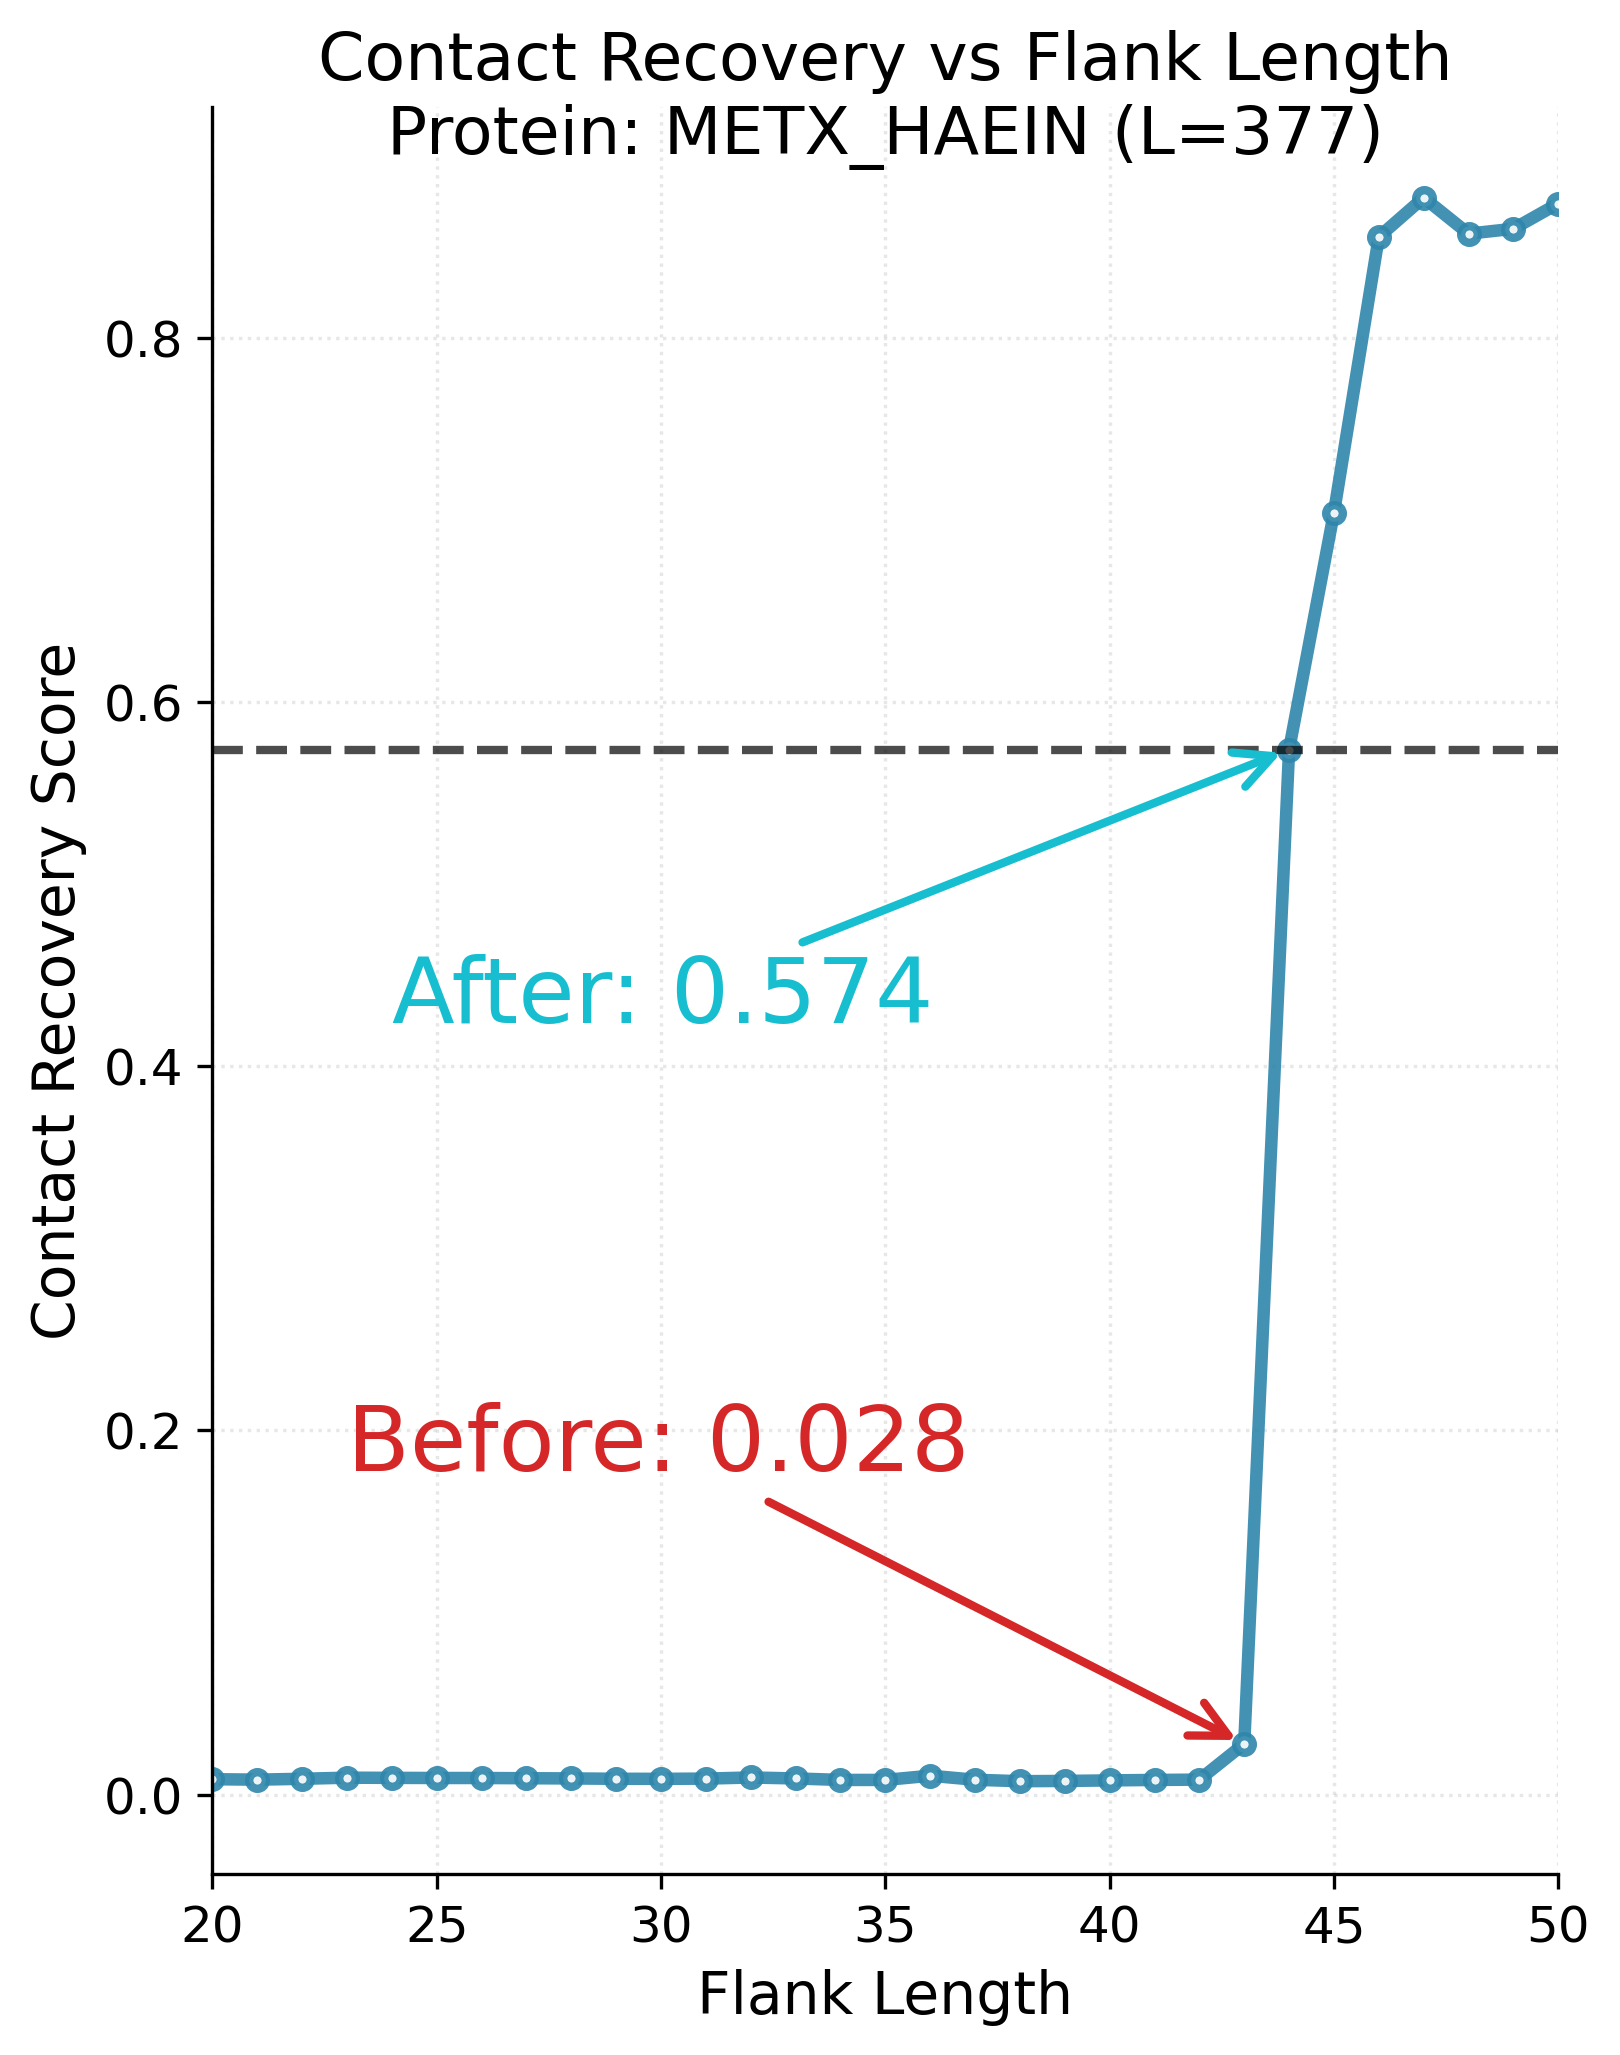 Contact Recovery vs Flank Length
Protein: METX_HAEIN (L=377)
Contact Recovery Score
0.8
0.6
0.4
0.2
0.0
After: 0.574
Before: 0.028
20
25
30
35
40
45
50
Flank Length